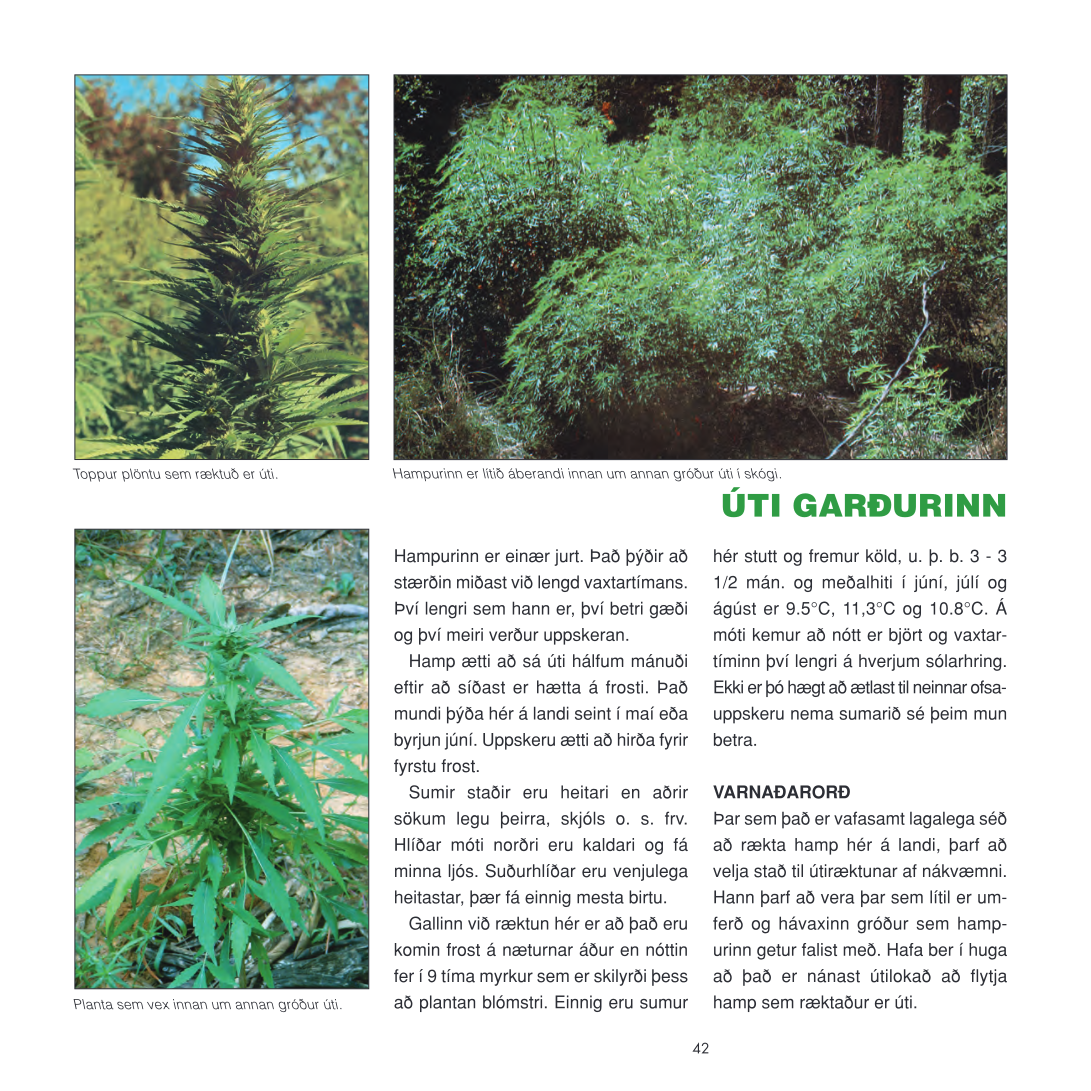 Toppur plöntu sem ræktuð er úti.
Hampurinn er lítið áberandi innan um annan gróður úti í skógi.
ÚTI GARÐURINN
Hampurinn er einær jurt. Það þýðir að
stærðin miðast við lengd vaxtartímans.
Því lengri sem hann er, því betri gæði
og því meiri verður uppskeran.
Hamp ætti að sá úti hálfum mánuði
eftir að síðast er hætta á frosti. Það
mundi þýða hér á landi seint í maí eða
byrjun júní. Uppskeru ætti að hirða fyrir
fyrstu frost.
Sumir staðir eru heitari en aðrir
sökum legu þeirra, skjóls o. s. frv.
Hlíðar móti norðri eru kaldari og fá
minna ljós. Suðurhlíðar eru venjulega
heitastar, þær fá einnig mesta birtu.
Gallinn við ræktun hér er að það eru
komin frost á næturnar áður en nóttin
fer í 9 tíma myrkur sem er skilyrði þess
að plantan blómstri. Einnig eru sumur
hér stutt og fremur köld, u. þ. b. 3 - 3
1/2 mán. og meðalhiti í júní, júlí og
ágúst er 9.5°C, 11,3°C og 10.8°C. Á
móti kemur að nótt er björt og vaxtar-
tíminn því lengri á hverjum sólarhring.
Ekki er þó hægt að ætlast til neinnar ofsa-
uppskeru nema sumarið sé þeim mun
betra.
VARNAÐARORÐ
Þar sem það er vafasamt lagalega séð
að rækta hamp hér á landi, þarf að
velja stað til útiræktunar af nákvæmni.
Hann þarf að vera þar sem lítil er um-
ferð og hávaxinn gróður sem hamp-
urinn getur falist með. Hafa ber í huga
að það er nánast útilokað að flytja
hamp sem ræktaður er úti.
Planta sem vex innan um annan gróður úti.
42